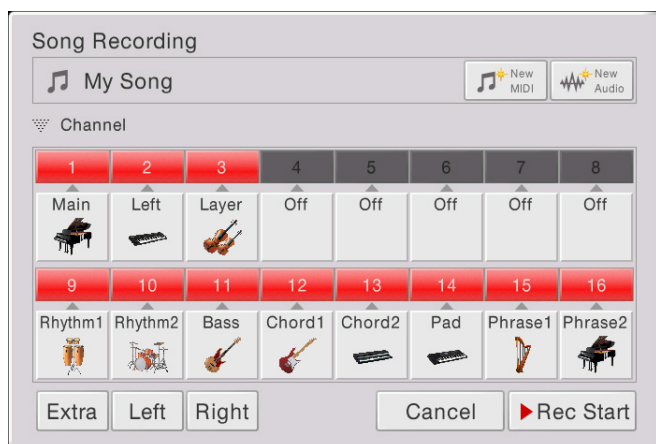 Song Recording
My Song
New MIDI
New Audio
Channel
1 2 3 4 5 6 7 8
Main Left Layer Off Off Off Off Off
9 10 11 12 13 14 15 16
Rhythm1 Rhythm2 Bass Chord1 Chord2 Pad Phrase1 Phrase2
Extra Left Right Cancel Rec Start